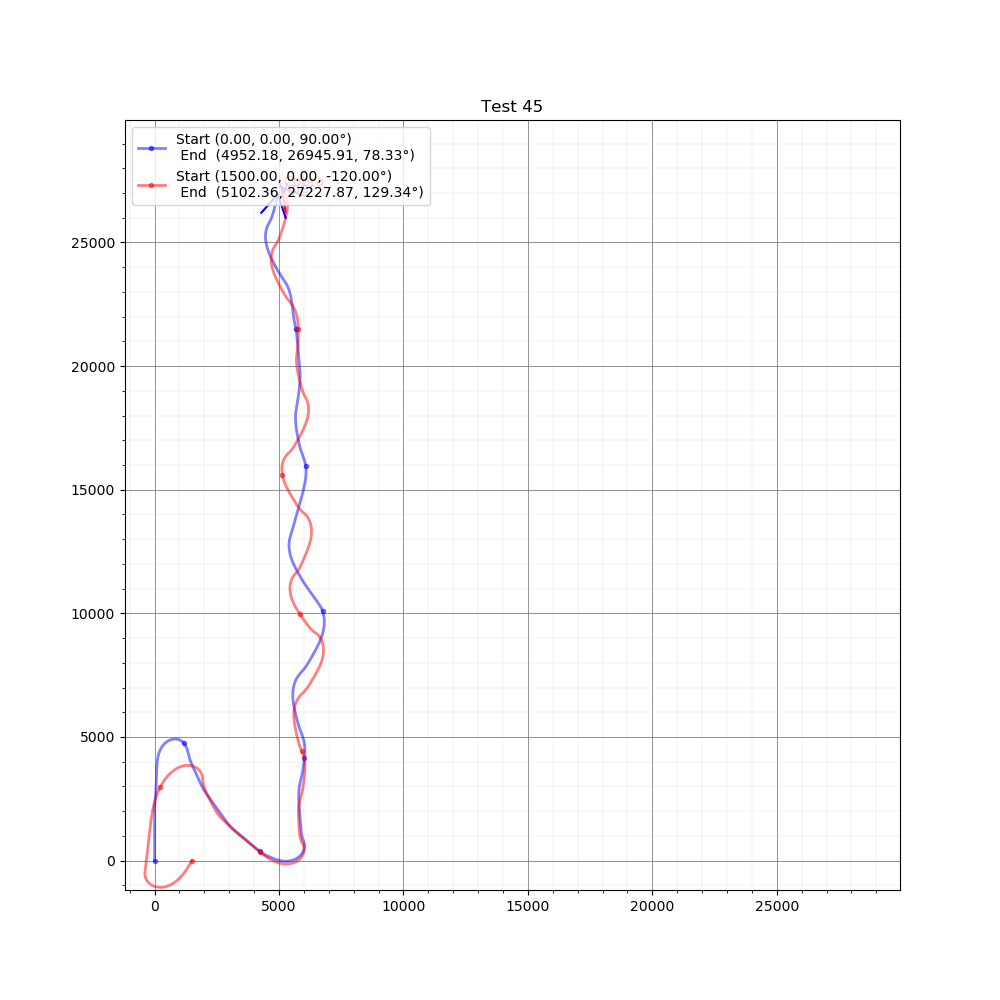 Test 45
Start (0.00, 0.00, 90.00°)
End (4952.18, 26945.91, 78.33°)
Start (1500.00, 0.00, -120.00°)
End (5102.36, 27227.87, 129.34°)
25000
20000
15000
10000
5000
0
0 5000 10000 15000 20000 25000